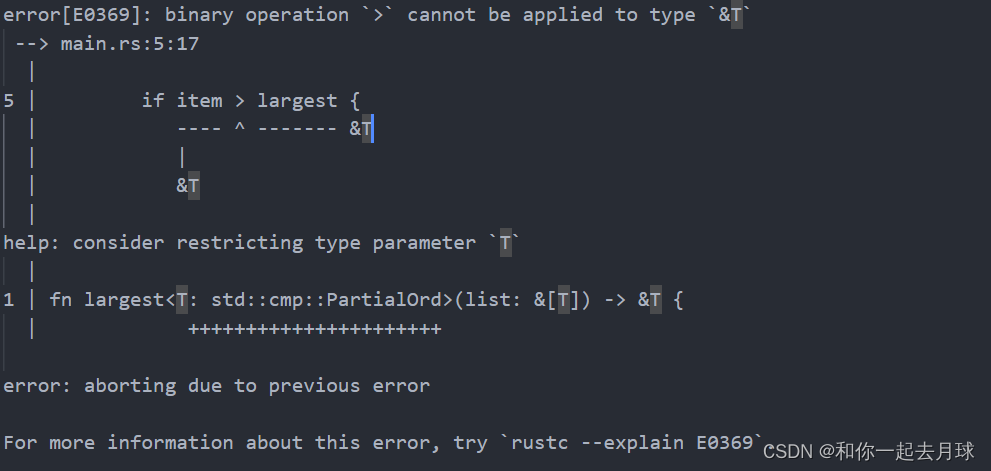 error[E0369]: binary operation `>` cannot be applied to type `&T`
 --> main.rs:5:17
  |
5 |         if item > largest {
  |            ---- ^ ------- &T
  |            |
  |            &T
  |
help: consider restricting type parameter `T`
  |
1 | fn largest<T: std::cmp::PartialOrd>(list: &[T]) -> &T {
  |             ++++++++++++++++++++++
error: aborting due to previous error
For more information about this error, try `rustc --explain E0369`.
CSDN @和你一起去月球